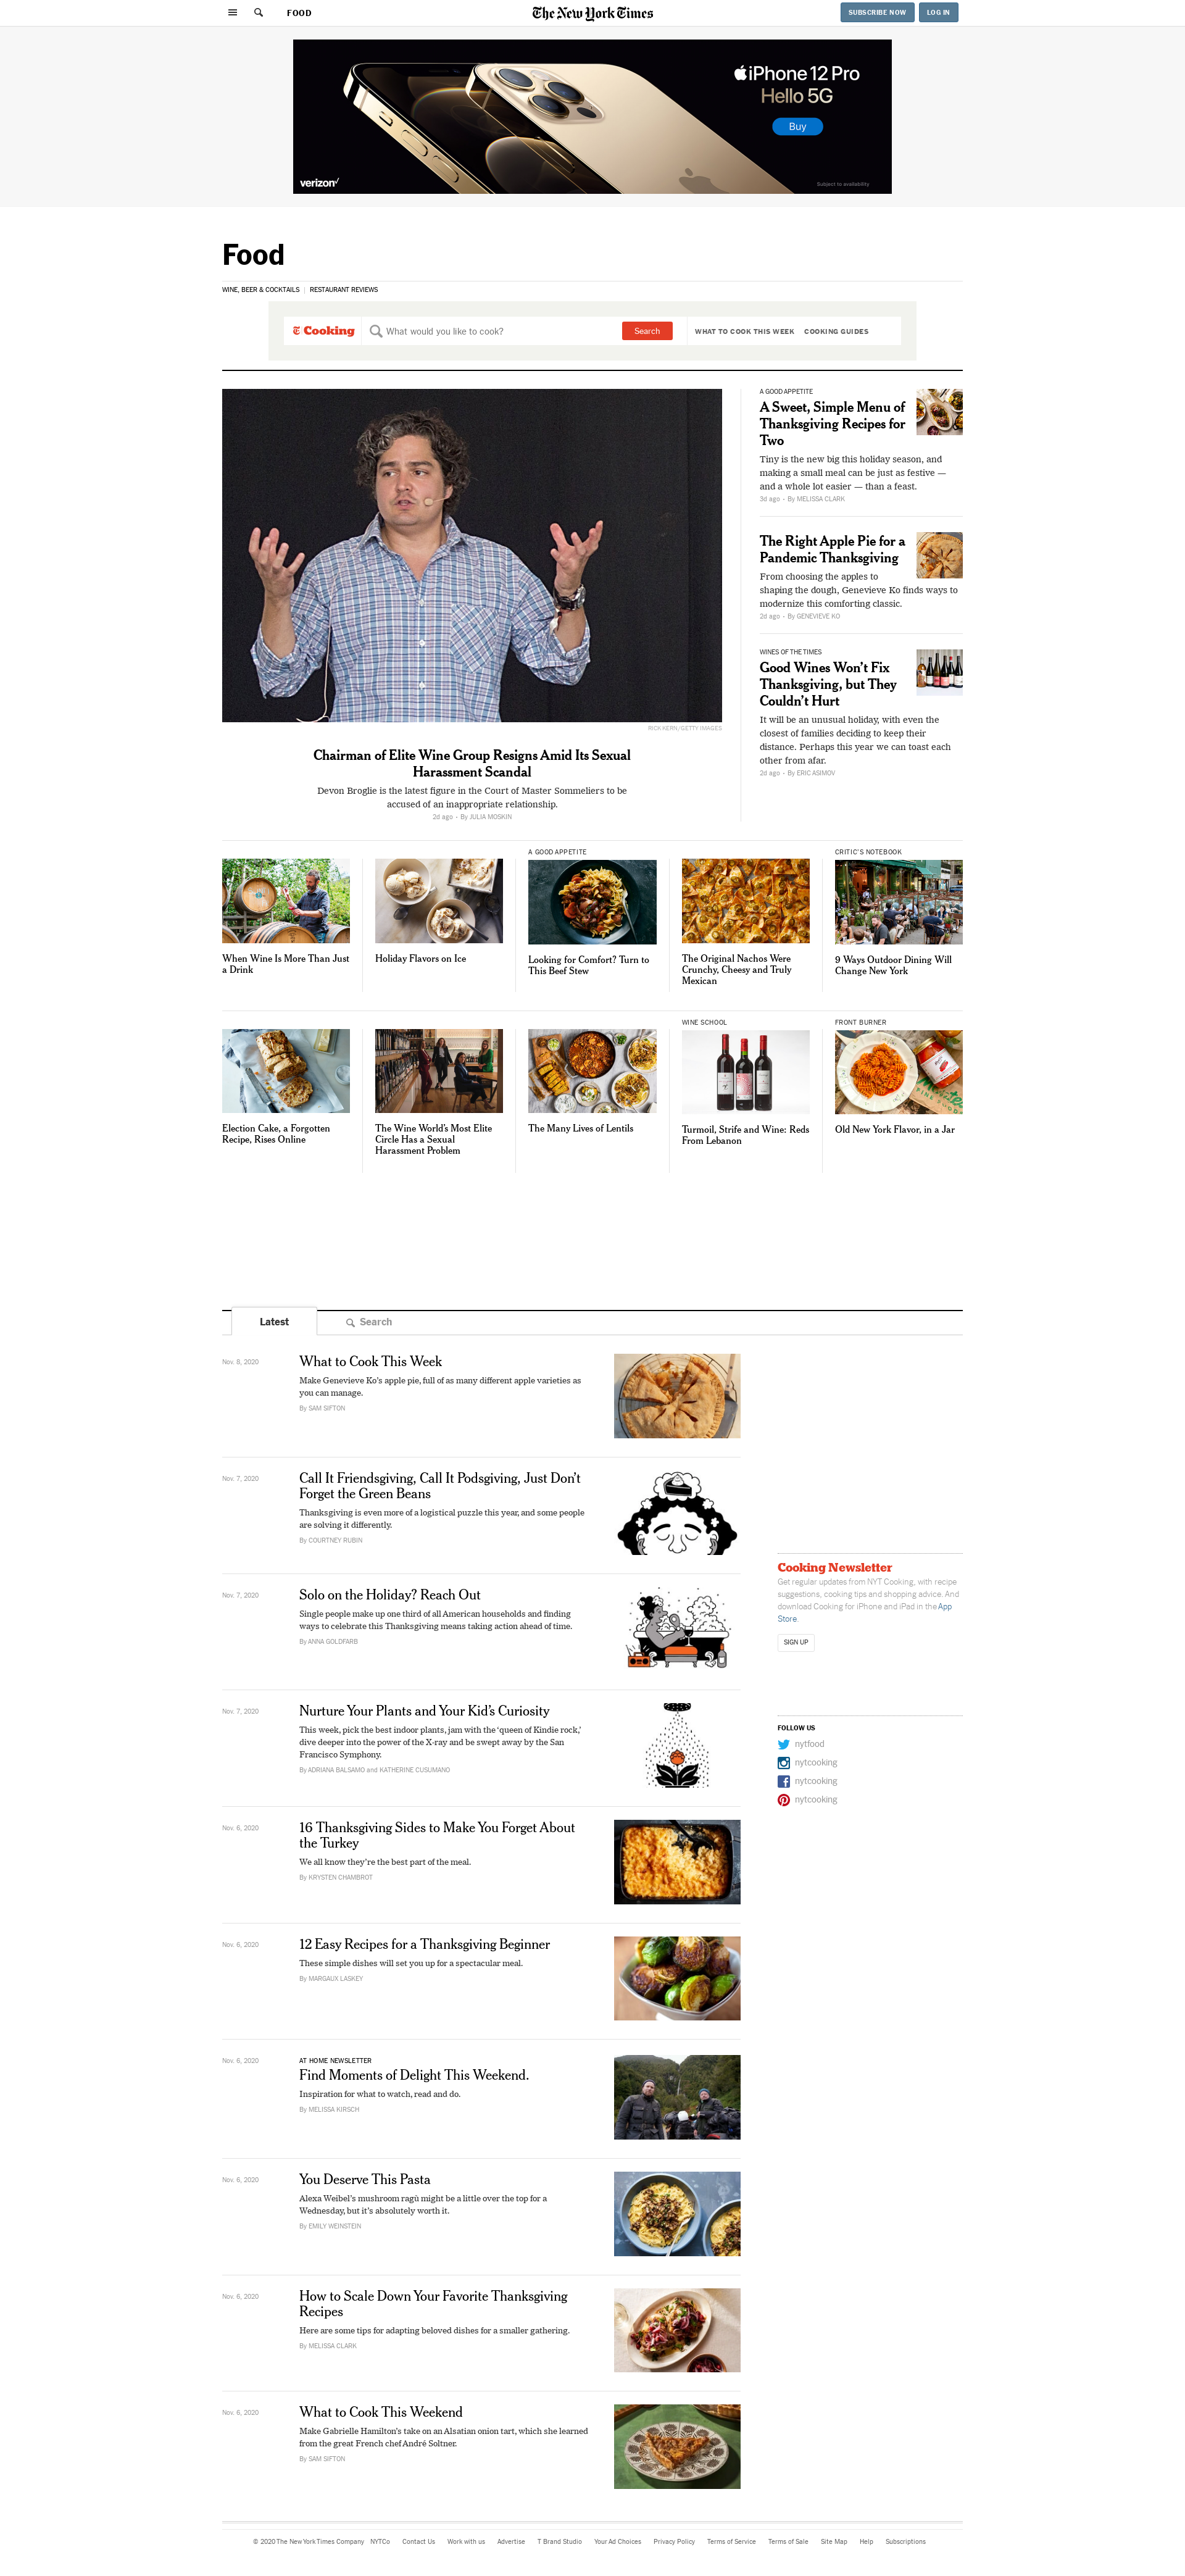 FOOD
The New York Times
SUBSCRIBE NOW
LOG IN
iPhone 12 Pro
Hello 5G
Buy
verizon✓
Subject to availability
Food
WINE, BEER & COCKTAILS | RESTAURANT REVIEWS
T Cooking
What would you like to cook?
Search
WHAT TO COOK THIS WEEK
COOKING GUIDES
RICK KERN/GETTY IMAGES
Chairman of Elite Wine Group Resigns Amid Its Sexual
Harassment Scandal
Devon Broglie is the latest figure in the Court of Master Sommeliers to be
accused of an inappropriate relationship.
2d ago · By JULIA MOSKIN
A GOOD APPETITE
A Sweet, Simple Menu of
Thanksgiving Recipes for
Two
Tiny is the new big this holiday season, and
making a small meal can be just as festive —
and a whole lot easier — than a feast.
3d ago · By MELISSA CLARK
The Right Apple Pie for a
Pandemic Thanksgiving
From choosing the apples to
shaping the dough, Genevieve Ko finds ways to
modernize this comforting classic.
2d ago · By GENEVIEVE KO
WINES OF THE TIMES
Good Wines Won’t Fix
Thanksgiving, but They
Couldn’t Hurt
It will be an unusual holiday, with even the
closest of families deciding to keep their
distance. Perhaps this year we can toast each
other from afar.
2d ago · By ERIC ASIMOV
When Wine Is More Than Just
a Drink
Holiday Flavors on Ice
A GOOD APPETITE
Looking for Comfort? Turn to
This Beef Stew
The Original Nachos Were
Crunchy, Cheesy and Truly
Mexican
CRITIC’S NOTEBOOK
9 Ways Outdoor Dining Will
Change New York
Election Cake, a Forgotten
Recipe, Rises Online
The Wine World’s Most Elite
Circle Has a Sexual
Harassment Problem
The Many Lives of Lentils
WINE SCHOOL
Turmoil, Strife and Wine: Reds
From Lebanon
FRONT BURNER
Old New York Flavor, in a Jar
Latest
Search
Nov. 8, 2020
What to Cook This Week
Make Genevieve Ko’s apple pie, full of as many different apple varieties as
you can manage.
By SAM SIFTON
Nov. 7, 2020
Call It Friendsgiving, Call It Podsgiving, Just Don’t
Forget the Green Beans
Thanksgiving is even more of a logistical puzzle this year, and some people
are solving it differently.
By COURTNEY RUBIN
Nov. 7, 2020
Solo on the Holiday? Reach Out
Single people make up one third of all American households and finding
ways to celebrate this Thanksgiving means taking action ahead of time.
By ANNA GOLDFARB
Nov. 7, 2020
Nurture Your Plants and Your Kid’s Curiosity
This week, pick the best indoor plants, jam with the ‘queen of Kindie rock,’
dive deeper into the power of the X-ray and be swept away by the San
Francisco Symphony.
By ADRIANA BALSAMO and KATHERINE CUSUMANO
Nov. 6, 2020
16 Thanksgiving Sides to Make You Forget About
the Turkey
We all know they’re the best part of the meal.
By KRYSTEN CHAMBROT
Nov. 6, 2020
12 Easy Recipes for a Thanksgiving Beginner
These simple dishes will set you up for a spectacular meal.
By MARGAUX LASKEY
Nov. 6, 2020
AT HOME NEWSLETTER
Find Moments of Delight This Weekend.
Inspiration for what to watch, read and do.
By MELISSA KIRSCH
Nov. 6, 2020
You Deserve This Pasta
Alexa Weibel’s mushroom ragù might be a little over the top for a
Wednesday, but it’s absolutely worth it.
By EMILY WEINSTEIN
Nov. 6, 2020
How to Scale Down Your Favorite Thanksgiving
Recipes
Here are some tips for adapting beloved dishes for a smaller gathering.
By MELISSA CLARK
Nov. 6, 2020
What to Cook This Weekend
Make Gabrielle Hamilton’s take on an Alsatian onion tart, which she learned
from the great French chef André Soltner.
By SAM SIFTON
Cooking Newsletter
Get regular updates from NYT Cooking, with recipe
suggestions, cooking tips and shopping advice. And
download Cooking for iPhone and iPad in the App
Store.
SIGN UP
FOLLOW US
nytfood
nytcooking
nytcooking
nytcooking
© 2020 The New York Times Company NYTCo Contact Us Work with us Advertise T Brand Studio Your Ad Choices Privacy Policy Terms of Service Terms of Sale Site Map Help Subscriptions